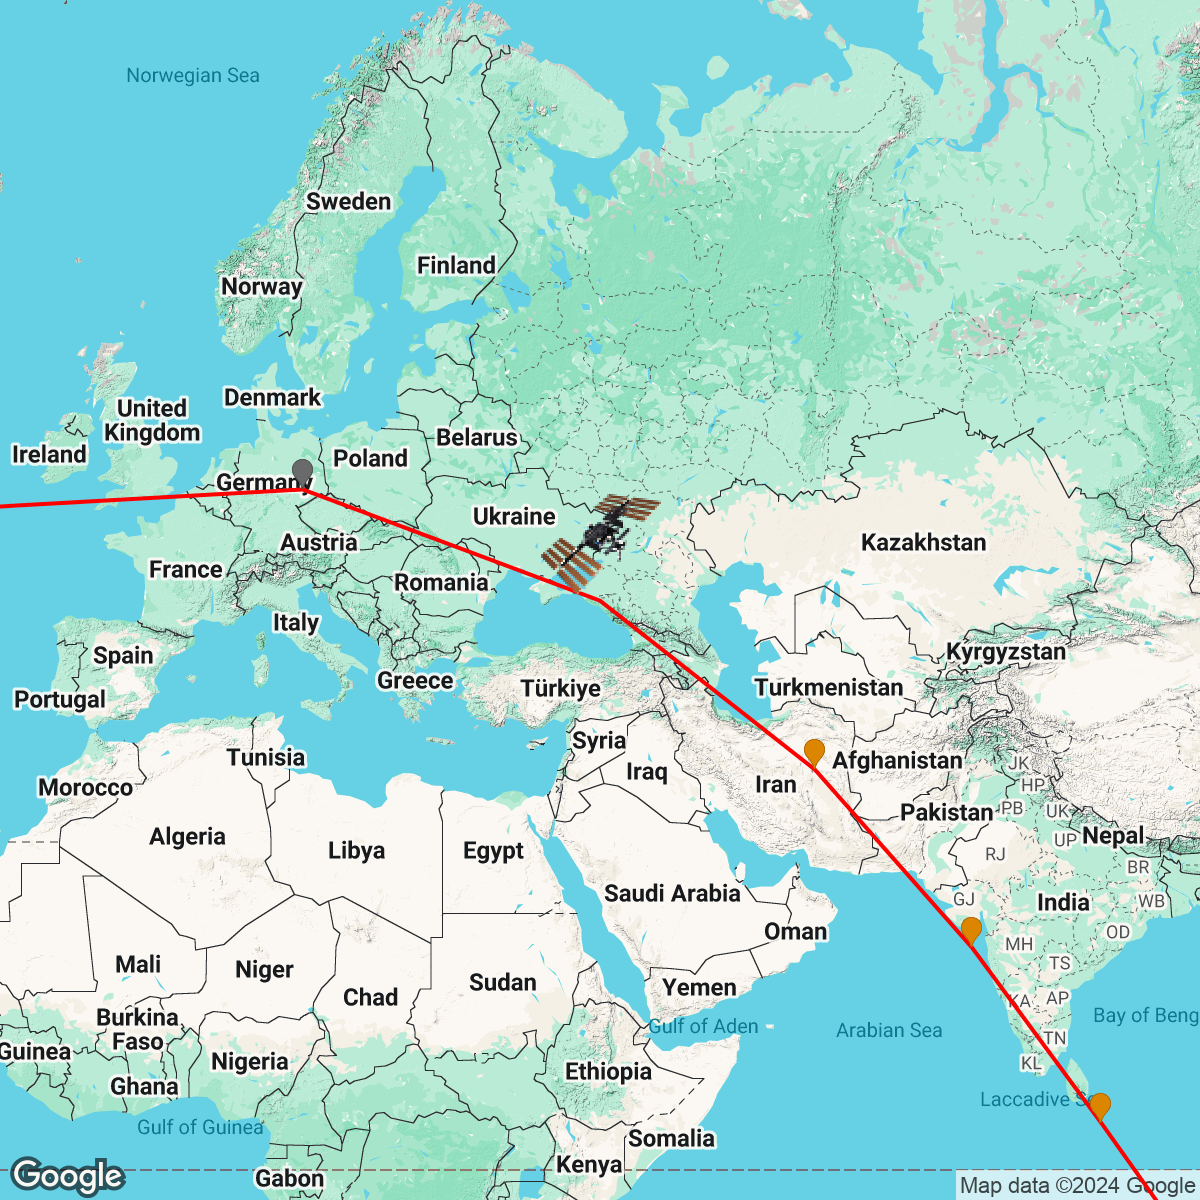 Norwegian Sea
Sweden
Finland
Norway
Denmark
United
Kingdom
Ireland
Belarus
Poland
Germany
Ukraine
Austria
Kazakhstan
France
Romania
Italy
Spain
Kyrgyzstan
Greece
Türkiye
Turkmenistan
Portugal
Syria
Tunisia
Iraq
Afghanistan
JK
Iran
HP
Morocco
Pakistan
PB
UK
Algeria
Libya
Egypt
UP
Nepal
RJ
BR
Saudi Arabia
GJ
India
WB
Oman
OD
MH
Mali
Niger
TS
Sudan
Yemen
Chad
KA
AP
Burkina
Faso
Gulf of Aden
Arabian Sea
Bay of Beng
TN
Guinea
Nigeria
KL
Ethiopia
Ghana
Laccadive S
Gulf of Guinea
Somalia
Kenya
Gabon
Google
Map data ©2024 Google